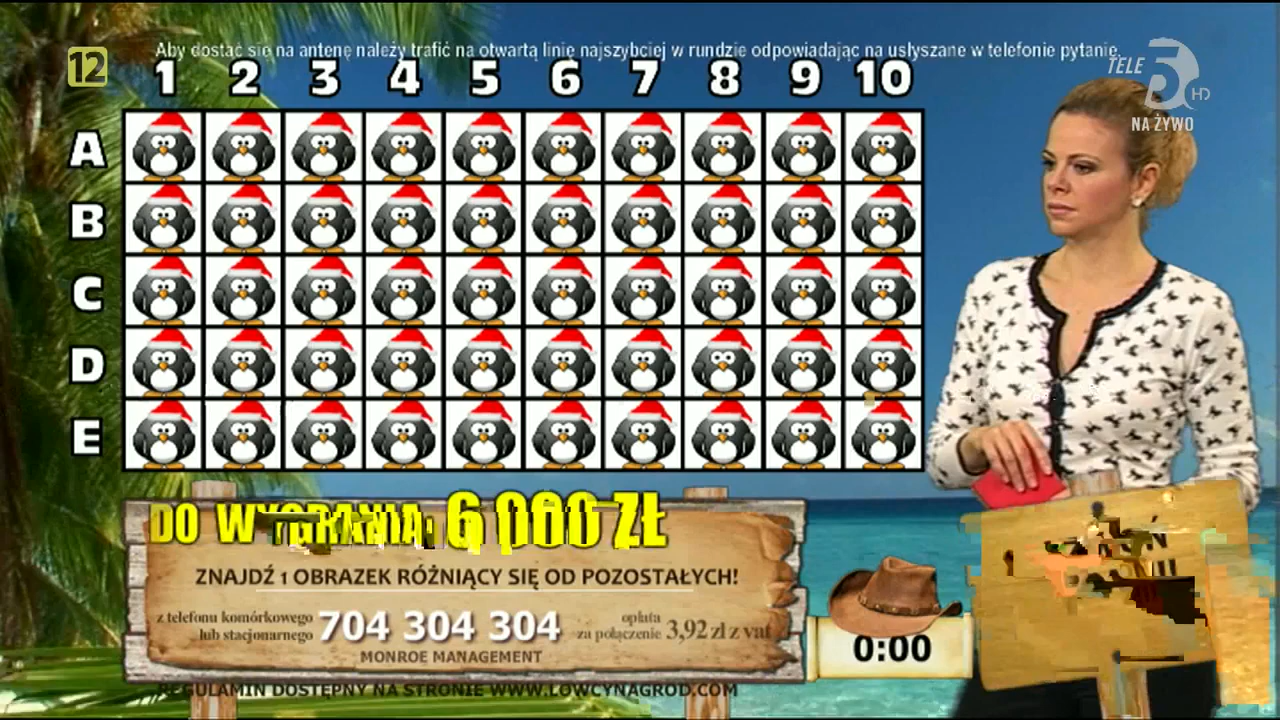 Aby dostać się na antenę należy trafić na otwartą linię najszybciej w rundzie odpowiadając na usłyszane w telefonie pytanie.
12
1 2 3 4 5 6 7 8 9 10
TELE 5 HD
NA ŻYWO
A
B
C
D
E
DO WYGRANIA: 6 000 ZŁ
ZNAJDŹ 1 OBRAZEK RÓŻNIĄCY SIĘ OD POZOSTAŁYCH!
z telefonu komórkowego
lub stacjonarnego
704 304 304
opłata
za połączenie 3,92 zł z vat
MONROE MANAGEMENT
0:00
REGULAMIN DOSTĘPNY NA STRONIE WWW.LOWCYNAGROD.COM